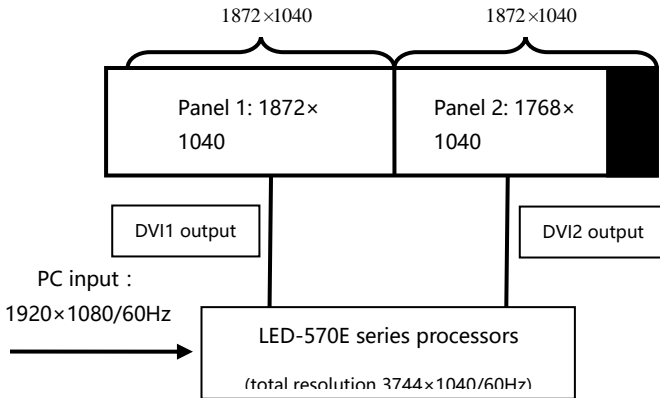 1872×1040
1872×1040
Panel 1: 1872×
1040
Panel 2: 1768×
1040
DVI1 output
DVI2 output
PC input：
1920×1080/60Hz
LED-570E series processors
(total resolution 3744×1040/60Hz)